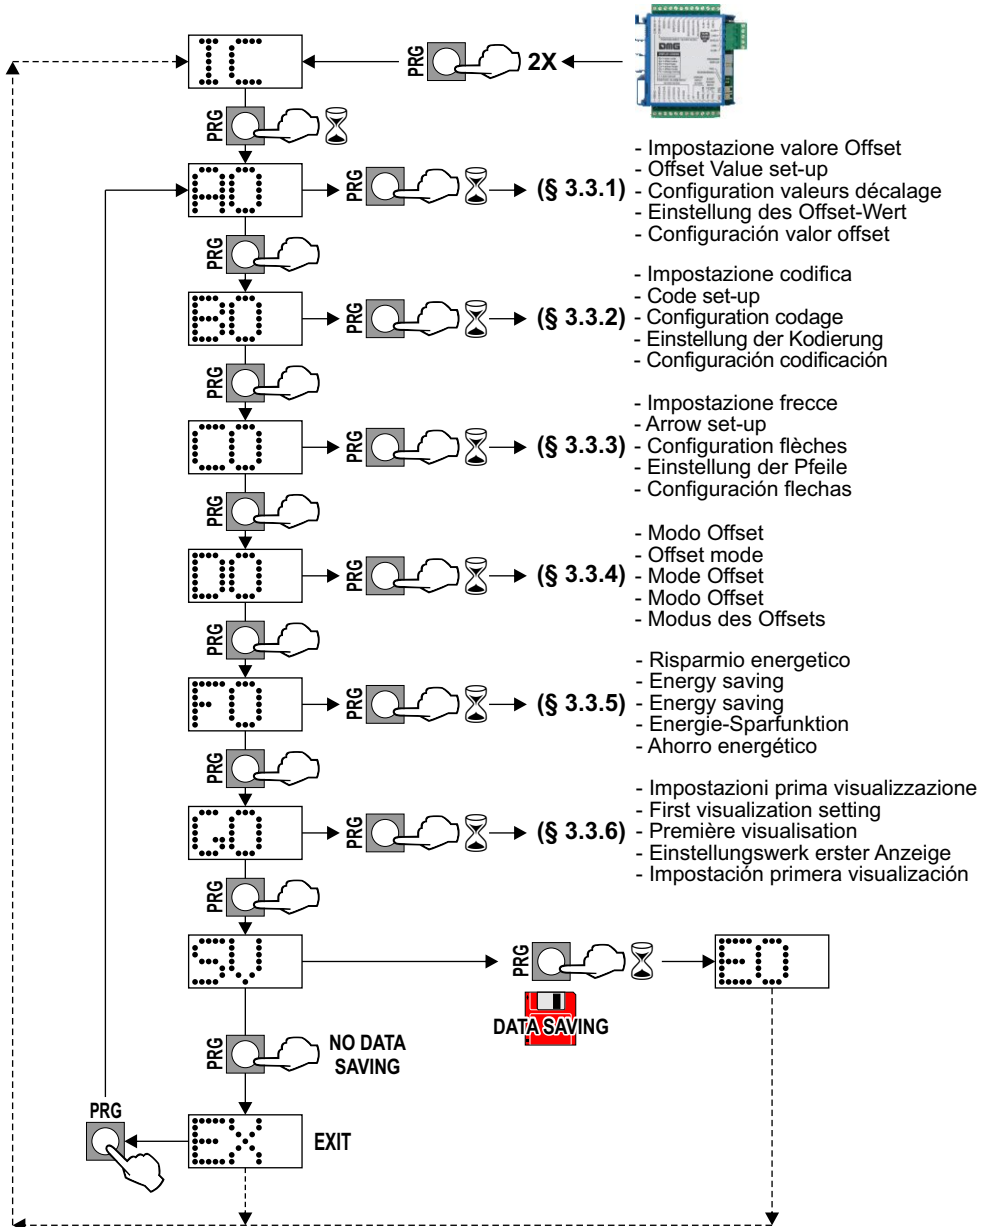 IC
PRG
2X
DMG
PRG
A0
PRG
(§ 3.3.1)
- Impostazione valore Offset
- Offset Value set-up
- Configuration valeurs décalage
- Einstellung des Offset-Wert
- Configuración valor offset
PRG
B0
PRG
(§ 3.3.2)
- Impostazione codifica
- Code set-up
- Configuration codage
- Einstellung der Kodierung
- Configuración codificación
PRG
C0
PRG
(§ 3.3.3)
- Impostazione frecce
- Arrow set-up
- Configuration flèches
- Einstellung der Pfeile
- Configuración flechas
PRG
D0
PRG
(§ 3.3.4)
- Modo Offset
- Offset mode
- Mode Offset
- Modo Offset
- Modus des Offsets
PRG
F0
PRG
(§ 3.3.5)
- Risparmio energetico
- Energy saving
- Energy saving
- Energie-Sparfunktion
- Ahorro energético
PRG
G0
PRG
(§ 3.3.6)
- Impostazioni prima visualizzazione
- First visualization setting
- Première visualisation
- Einstellungswerk erster Anzeige
- Impostación primera visualización
PRG
SV
PRG
E0
DATA SAVING
PRG
NO DATA
SAVING
PRG
EX
EXIT